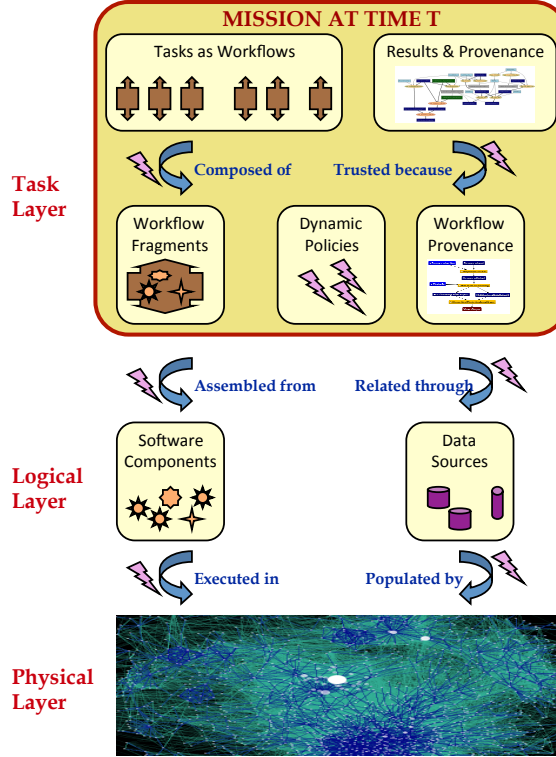 MISSION AT TIME T
Tasks as Workflows
Results & Provenance
Composed of
Trusted because
Task
Layer
Workflow
Fragments
Dynamic
Policies
Workflow
Provenance
Assembled from
Related through
Logical
Layer
Software
Components
Data
Sources
Executed in
Populated by
Physical
Layer